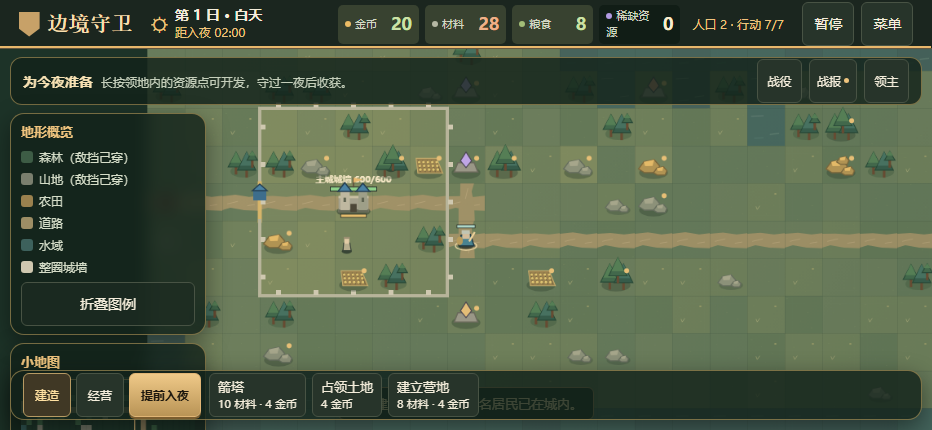 边境守卫
第 1 日 · 白天
距入夜 02:00
金币 20
材料 28
粮食 8
稀缺资源 0
人口 2 · 行动 7/7
暂停
菜单
为今夜准备 长按领地内的资源点可开发，守过一夜后收获。
战役
战报
领主
地形概览
森林（敌挡己穿）
山地（敌挡己穿）
农田
道路
水域
整圈城墙
折叠图例
主城城墙 600/600
小地图
建造
经营
提前入夜
箭塔
10 材料 · 4 金币
占领土地
4 金币
建立营地
8 材料 · 4 金币
名居民已在城内。